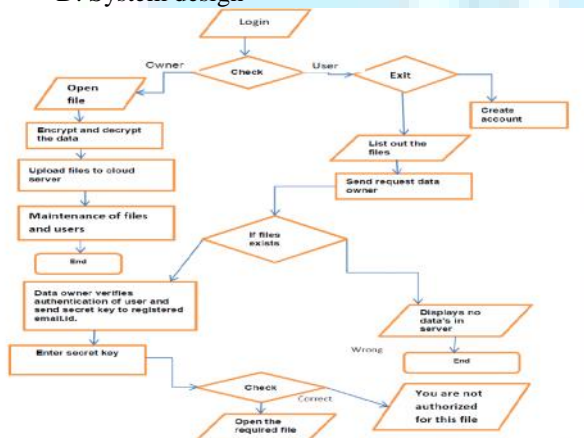 D. System design
Login
Owner
Check
User
Exit
Open
file
Create
account
Encrypt and decrypt
the data
List out the
files
Upload files to cloud
server
Send request data
owner
Maintenance of files
and users
If files
exists
End
Data owner verifies
authentication of user and
send secret key to registered
email.id.
Displays no
data's in
server
Enter secret key
Wrong
End
Check
Correct
You are not
authorized
for this file
Open the
required file